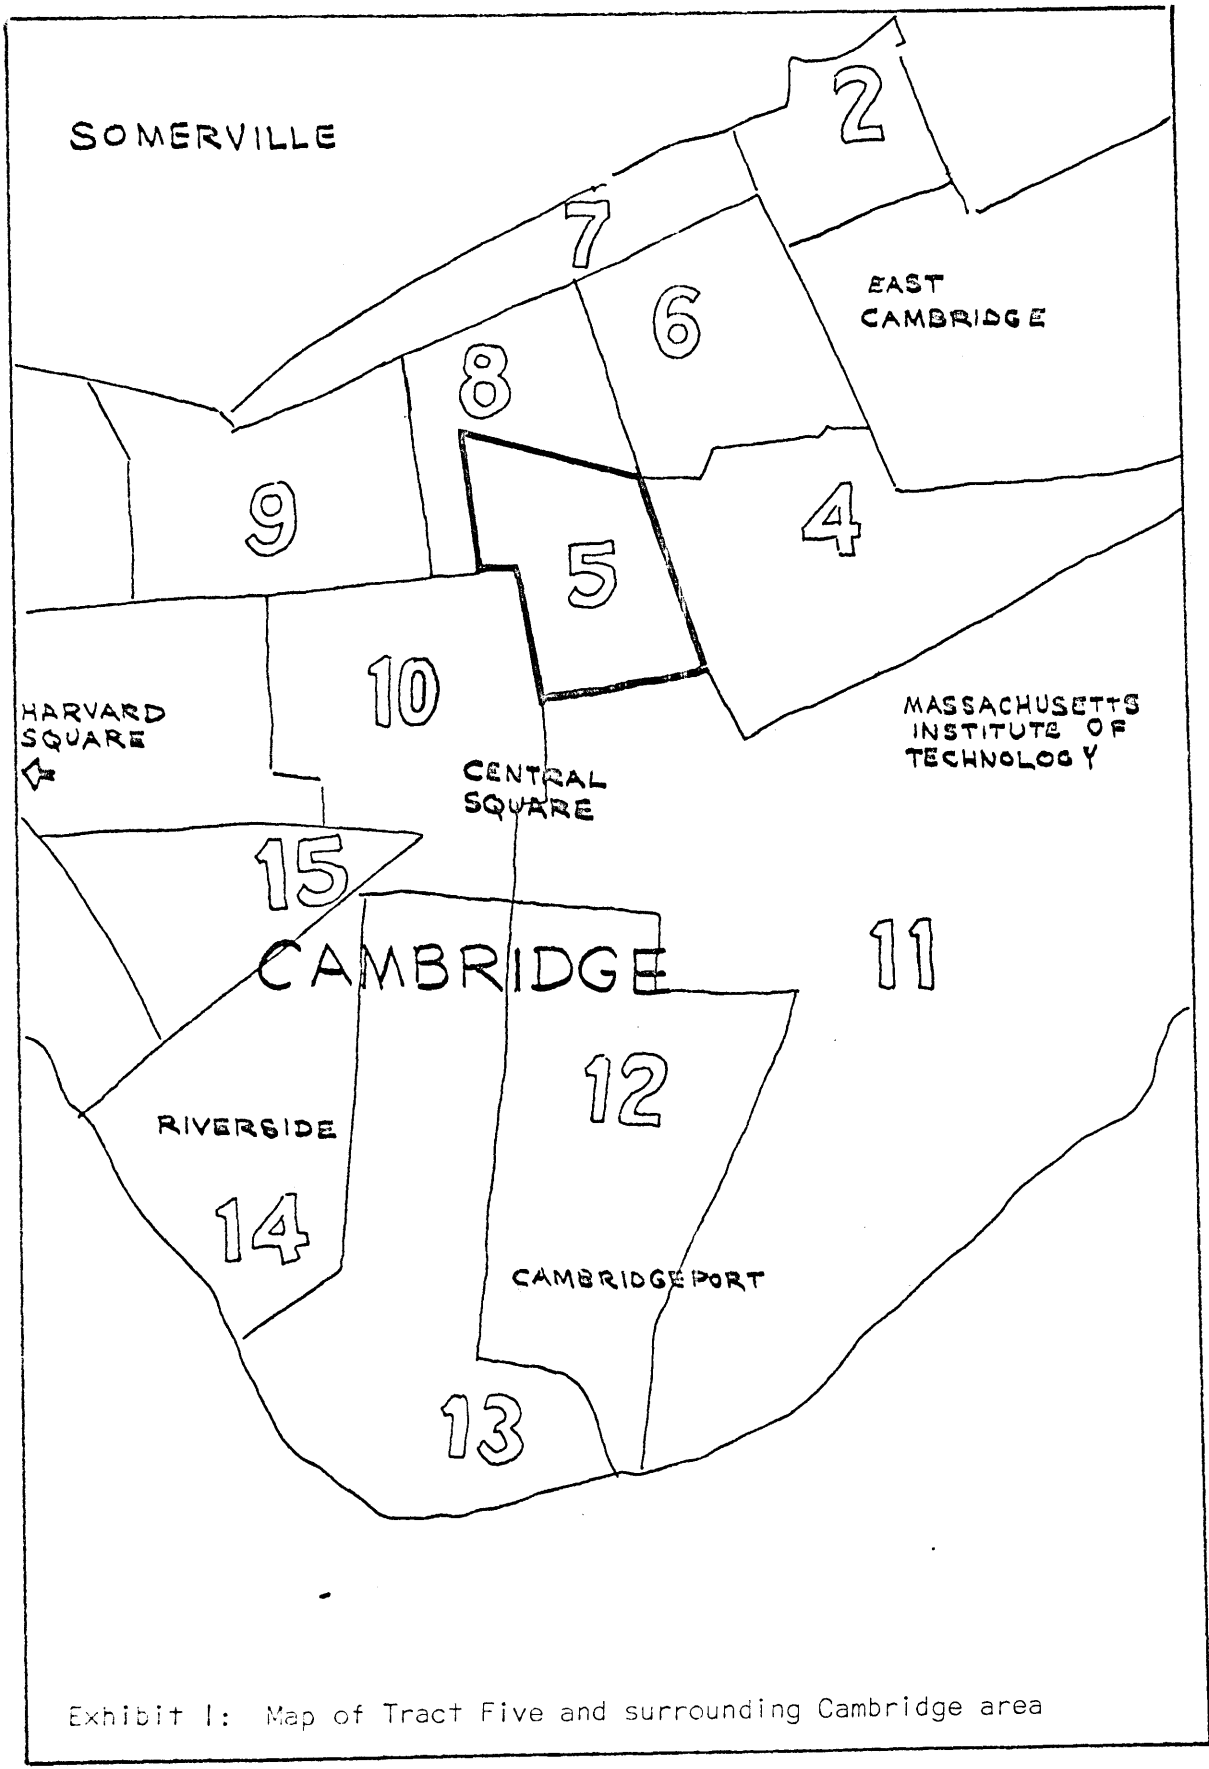 2
SOMERVILLE
7
EAST
CAMBRIDGE
6
8
9
4
5
10
HARVARD
SQUARE
MASSACHUSETTS
INSTITUTE OF
TECHNOLOGY
CENTRAL
SQUARE
15
CAMBRIDGE
11
12
RIVERSIDE
14
CAMBRIDGEPORT
13
Exhibit 1: Map of Tract Five and surrounding Cambridge area